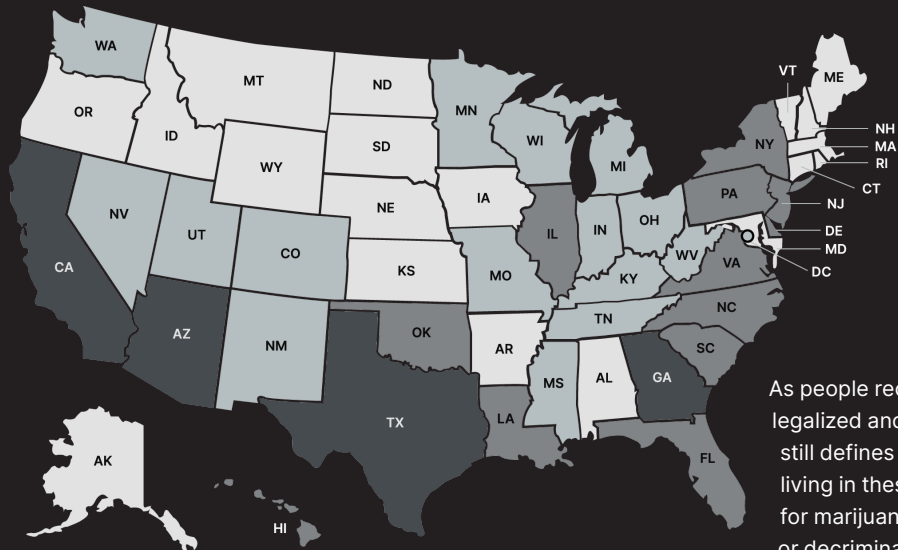 WA
MT
ND
MN
VT
ME
OR
ID
SD
WI
MI
NY
NH
MA
RI
CT
WY
IA
PA
NJ
NV
NE
IL
IN
OH
DE
UT
CO
WV
MD
VA
DC
CA
KS
MO
KY
NC
AZ
NM
OK
AR
TN
SC
MS
AL
GA
TX
LA
FL
AK
HI
As people rec
legalized and
still defines
living in thes
for marijuan
or decrimina